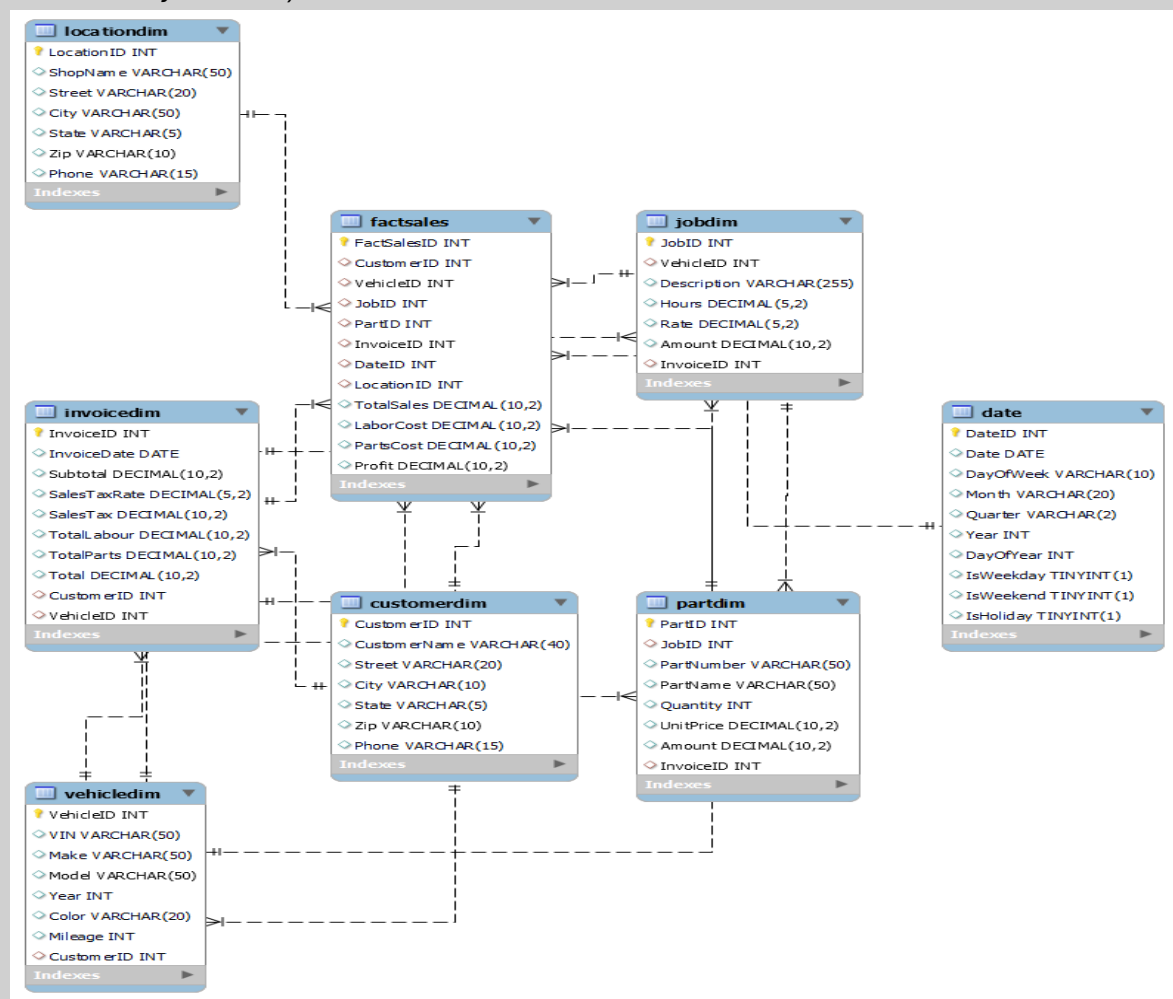 locationdim
LocationID INT
ShopName VARCHAR(50)
Street VARCHAR(20)
City VARCHAR(50)
State VARCHAR(5)
Zip VARCHAR(10)
Phone VARCHAR(15)
Indexes
factsales
FactSalesID INT
CustomerID INT
VehicleID INT
JobID INT
PartID INT
InvoiceID INT
DateID INT
LocationID INT
TotalSales DECIMAL(10,2)
LaborCost DECIMAL(10,2)
PartsCost DECIMAL(10,2)
Profit DECIMAL(10,2)
Indexes
jobdim
JobID INT
VehicleID INT
Description VARCHAR(255)
Hours DECIMAL(5,2)
Rate DECIMAL(5,2)
Amount DECIMAL(10,2)
InvoiceID INT
Indexes
invoicedim
InvoiceID INT
InvoiceDate DATE
Subtotal DECIMAL(10,2)
SalesTaxRate DECIMAL(5,2)
SalesTax DECIMAL(10,2)
TotalLabour DECIMAL(10,2)
TotalParts DECIMAL(10,2)
Total DECIMAL(10,2)
CustomerID INT
VehicleID INT
Indexes
date
DateID INT
Date DATE
DayOfWeek VARCHAR(10)
Month VARCHAR(20)
Quarter VARCHAR(2)
Year INT
DayOfYear INT
IsWeekday TINYINT(1)
IsWeekend TINYINT(1)
IsHoliday TINYINT(1)
Indexes
customerdim
CustomerID INT
CustomerName VARCHAR(40)
Street VARCHAR(20)
City VARCHAR(10)
State VARCHAR(5)
Zip VARCHAR(10)
Phone VARCHAR(15)
Indexes
partdim
PartID INT
JobID INT
PartNumber VARCHAR(50)
PartName VARCHAR(50)
Quantity INT
UnitPrice DECIMAL(10,2)
Amount DECIMAL(10,2)
InvoiceID INT
Indexes
vehicledim
VehicleID INT
VIN VARCHAR(50)
Make VARCHAR(50)
Model VARCHAR(50)
Year INT
Color VARCHAR(20)
Mileage INT
CustomerID INT
Indexes